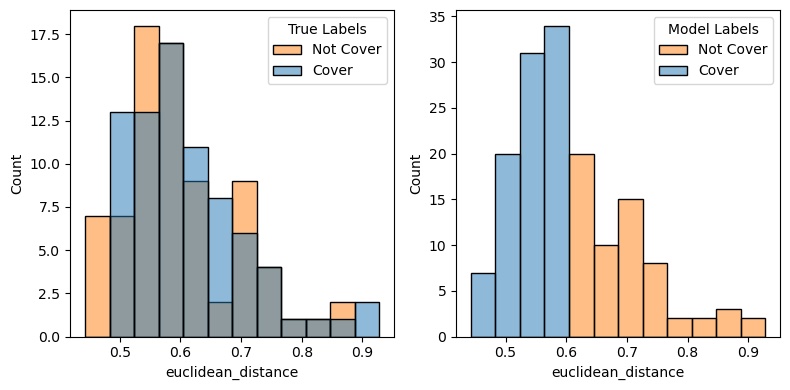 True Labels
Not Cover
Cover
17.5
15.0
12.5
10.0
7.5
5.0
2.5
0.0
Count
0.5 0.6 0.7 0.8 0.9
euclidean_distance
Model Labels
Not Cover
Cover
35
30
25
20
15
10
5
0
Count
0.5 0.6 0.7 0.8 0.9
euclidean_distance